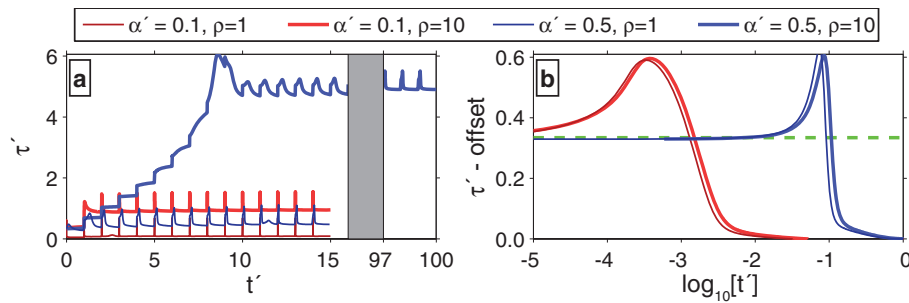 α´ = 0.1, ρ=1 α´ = 0.1, ρ=10 α´ = 0.5, ρ=1 α´ = 0.5, ρ=10
a
τ´
6
4
2
0
0 5 10 15 97 100
t´
b
τ´ - offset
0.6
0.4
0.2
0.0
-5 -4 -3 -2 -1 0
log10[t´]